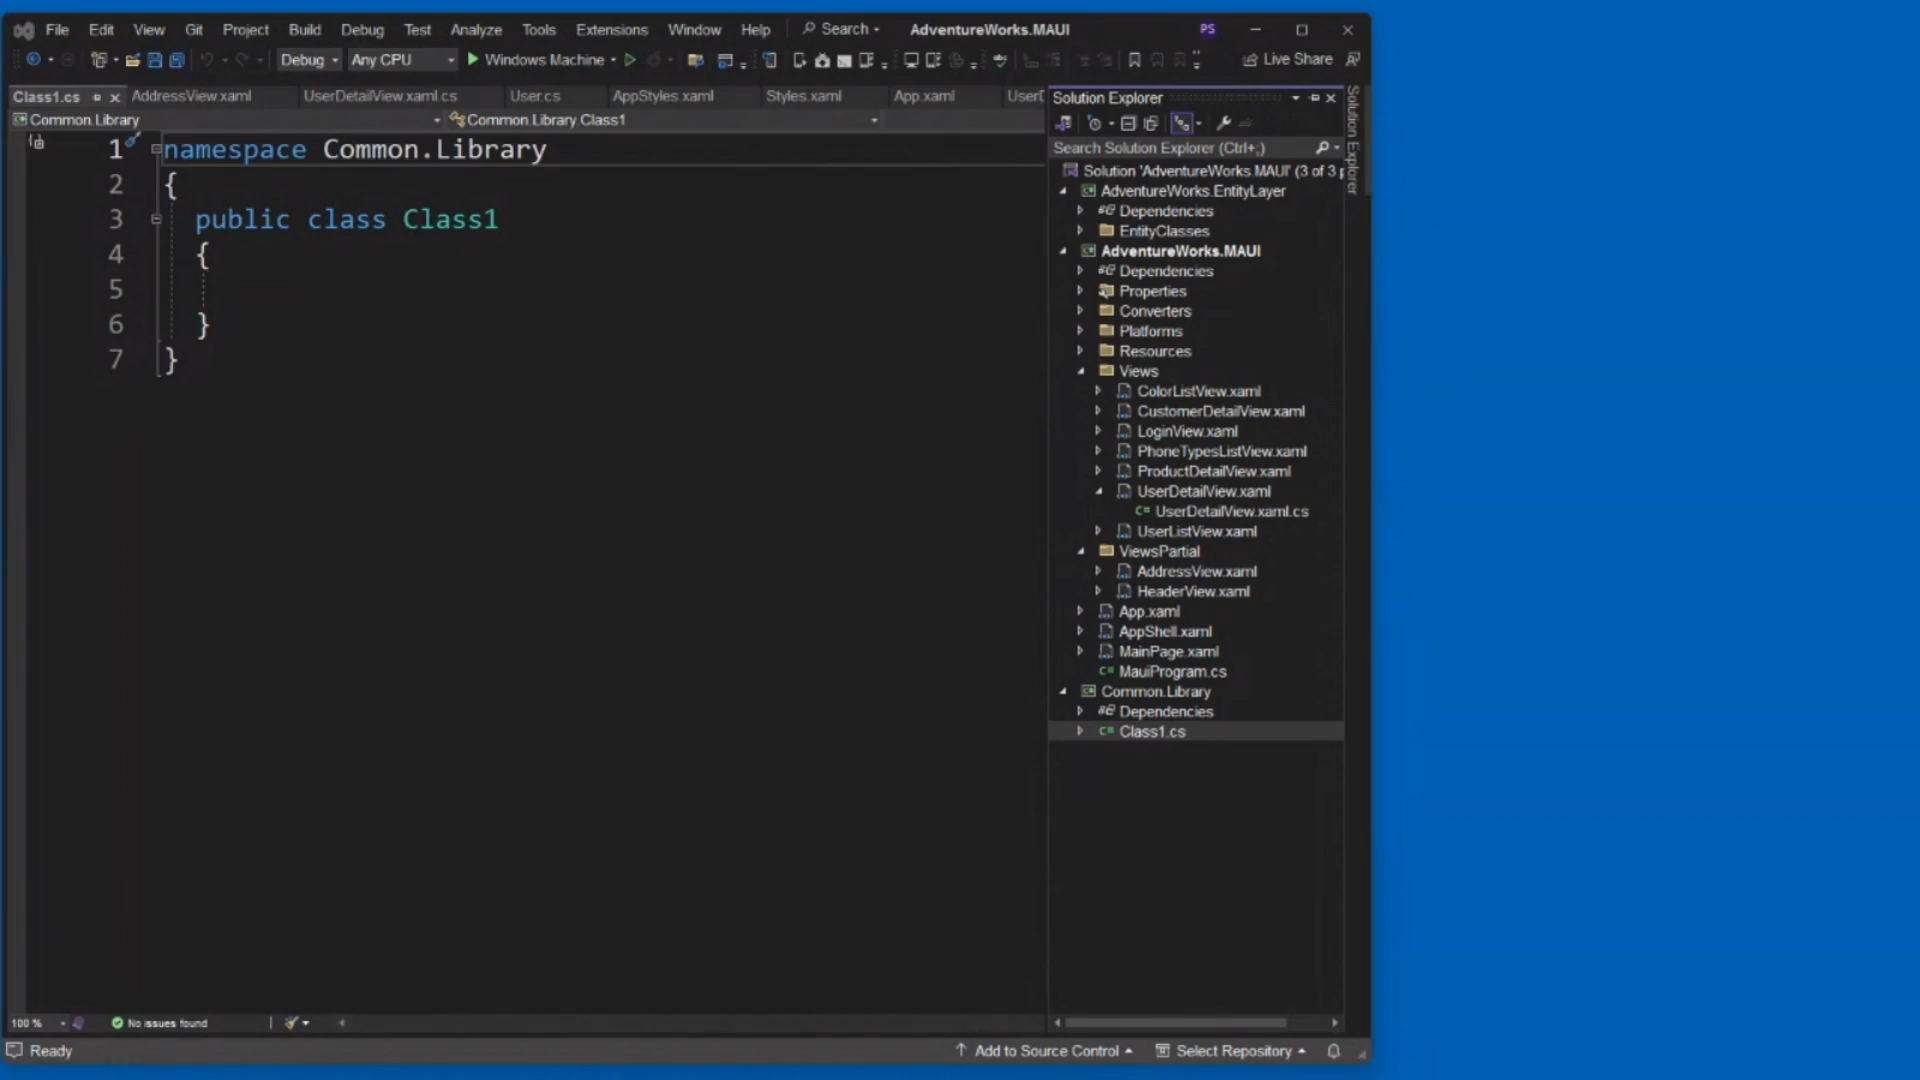 File Edit View Git Project Build Debug Test Analyze Tools Extensions Window Help Search AdventureWorks.MAUI PS
Debug Any CPU Windows Machine Live Share
Class1.cs AddressView.xaml UserDetailView.xaml.cs User.cs AppStyles.xaml Styles.xaml App.xaml UserD
Common.Library Common.Library.Class1
1 namespace Common.Library
2 {
3 public class Class1
4 {
5
6 }
7 }
Solution Explorer
Search Solution Explorer (Ctrl+;)
Solution 'AdventureWorks.MAUI' (3 of 3 p
AdventureWorks.EntityLayer
Dependencies
EntityClasses
AdventureWorks.MAUI
Dependencies
Properties
Converters
Platforms
Resources
Views
ColorListView.xaml
CustomerDetailView.xaml
LoginView.xaml
PhoneTypesListView.xaml
ProductDetailView.xaml
UserDetailView.xaml
C# UserDetailView.xaml.cs
UserListView.xaml
ViewsPartial
AddressView.xaml
HeaderView.xaml
App.xaml
AppShell.xaml
MainPage.xaml
C# MauiProgram.cs
Common.Library
Dependencies
C# Class1.cs
Solution Explorer
100 % No issues found
Ready Add to Source Control Select Repository